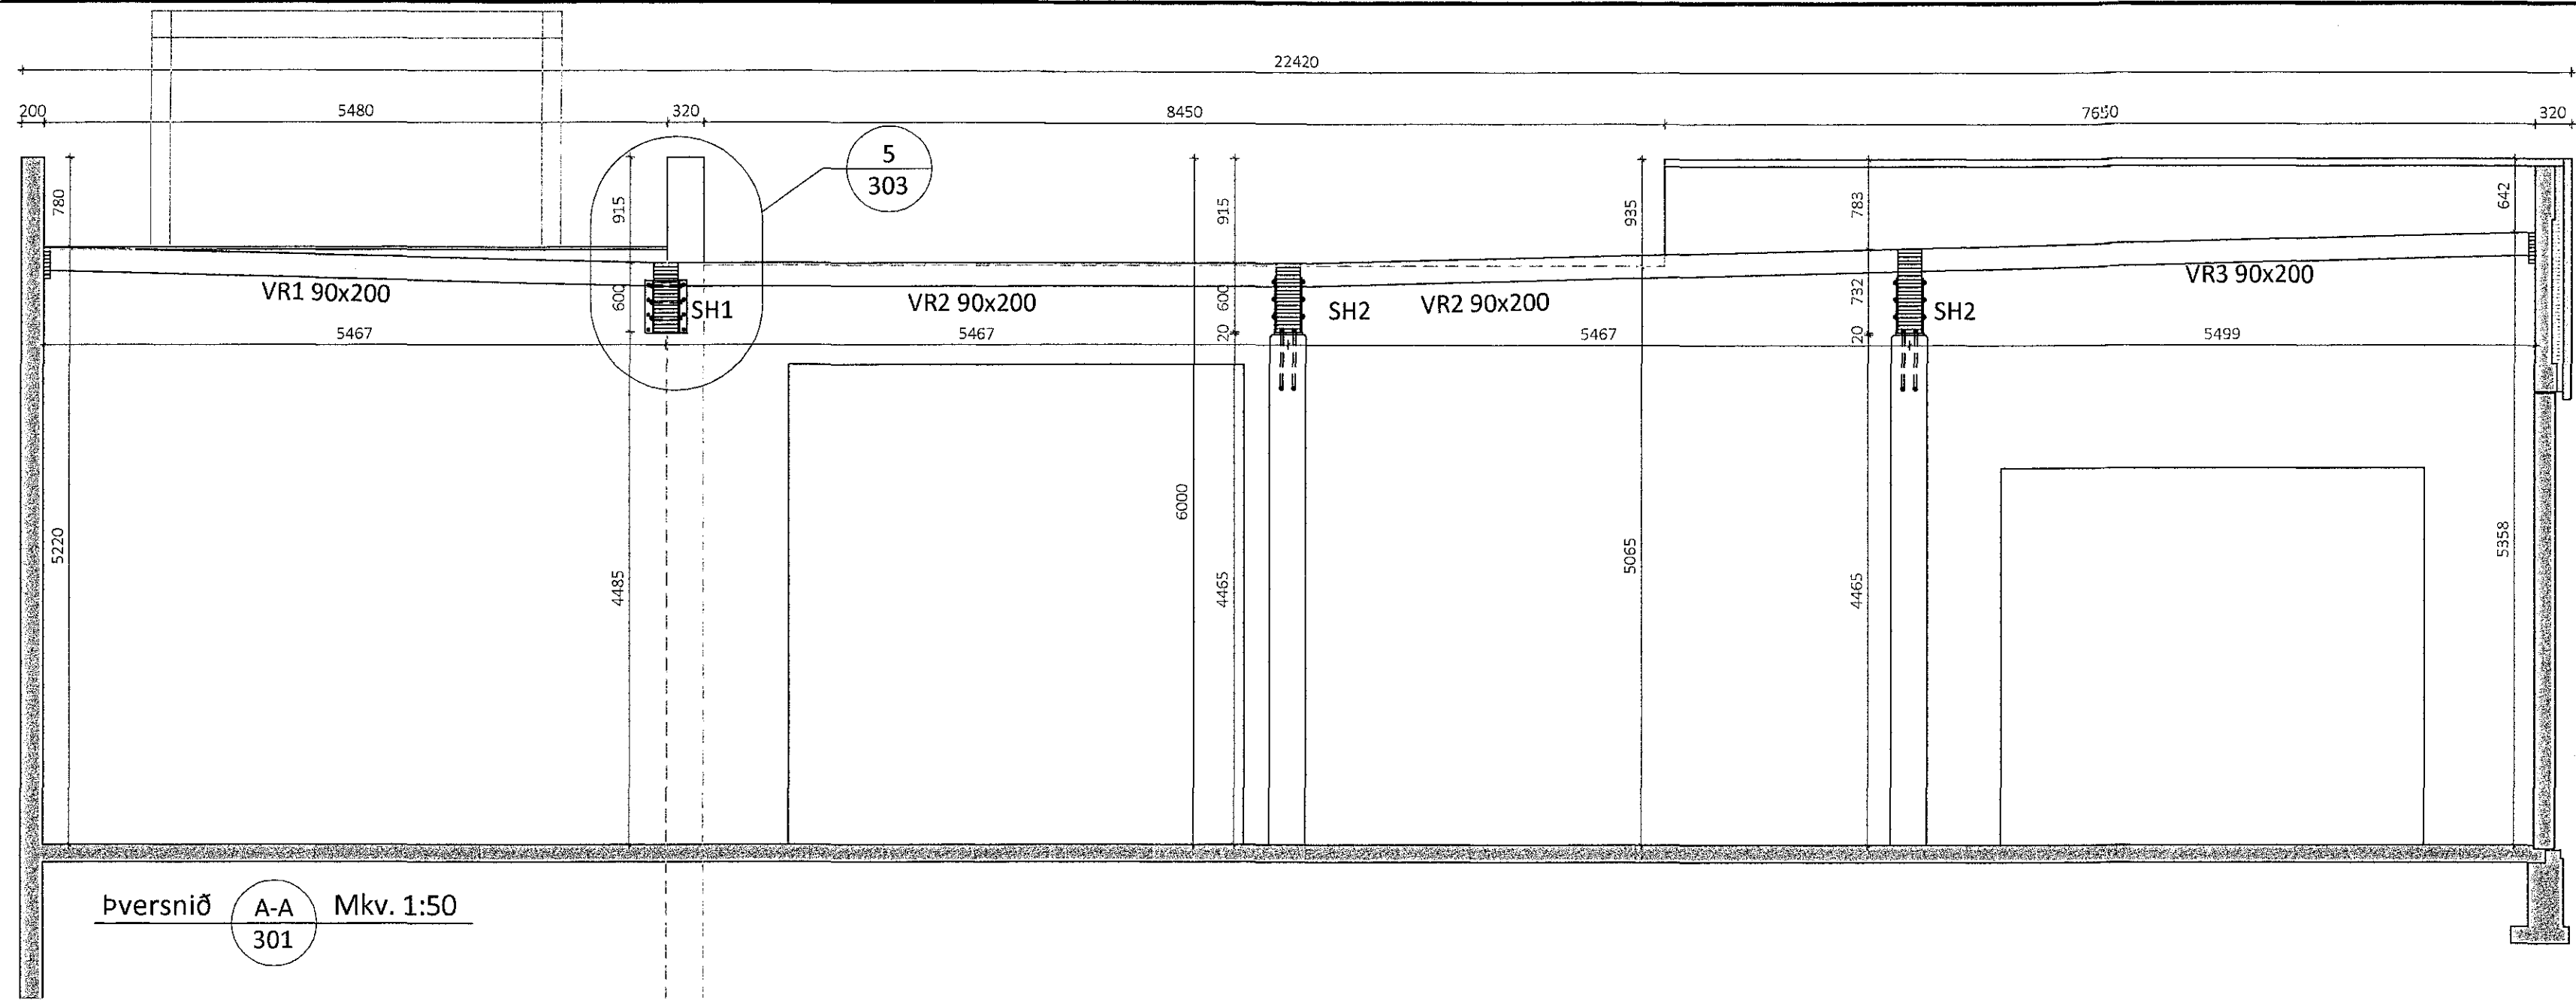 22420
200 5480 320 8450 7650 320
5
303
780 915 915 935 783 642
VR1 90x200 600 SH1 VR2 90x200 600 SH2 VR2 90x200 732 SH2 VR3 90x200
5467 5467 20 5467 20 5499
5220 4485 6000 4465 5065 4465 5358
Þversnið A-A Mkv. 1:50
301